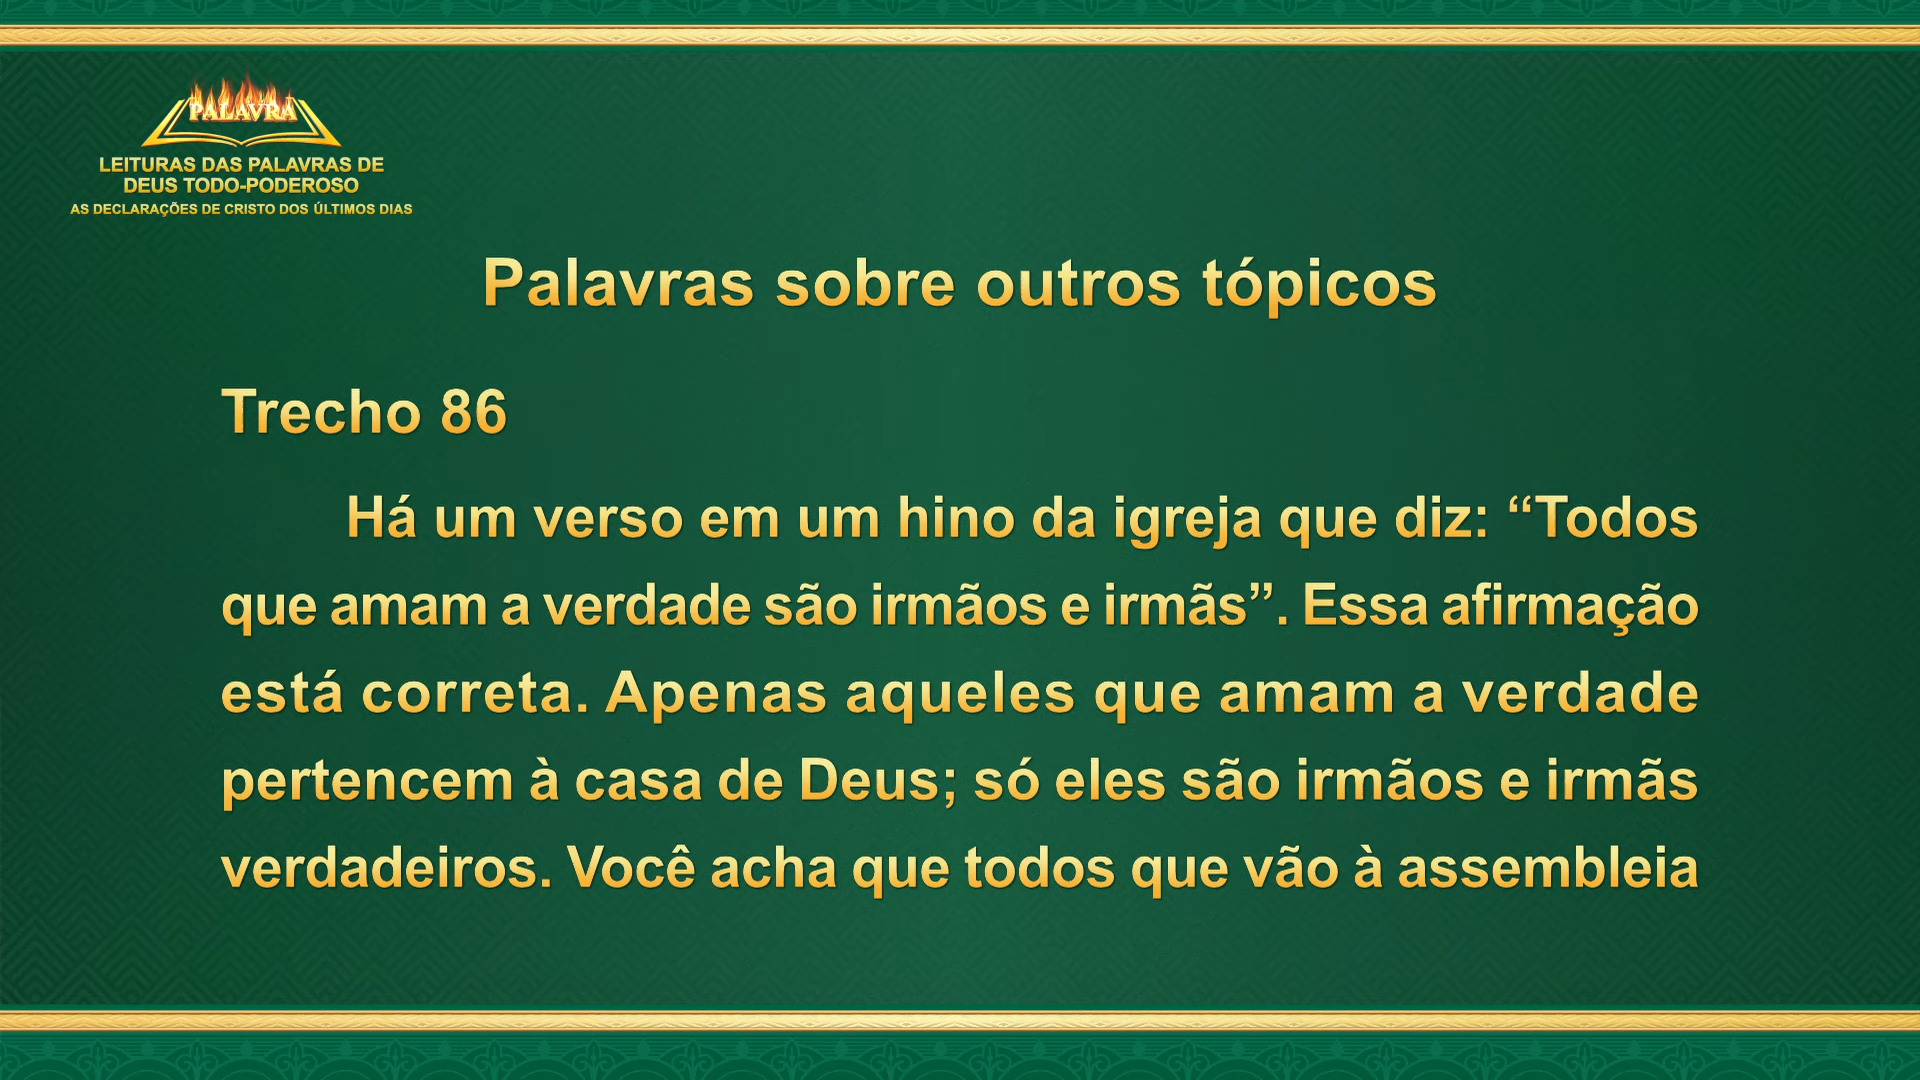 PALAVRA
LEITURAS DAS PALAVRAS DE
DEUS TODO-PODEROSO
AS DECLARAÇÕES DE CRISTO DOS ÚLTIMOS DIAS
Palavras sobre outros tópicos
Trecho 86
Há um verso em um hino da igreja que diz: “Todos
que amam a verdade são irmãos e irmãs”. Essa afirmação
está correta. Apenas aqueles que amam a verdade
pertencem à casa de Deus; só eles são irmãos e irmãs
verdadeiros. Você acha que todos que vão à assembleia